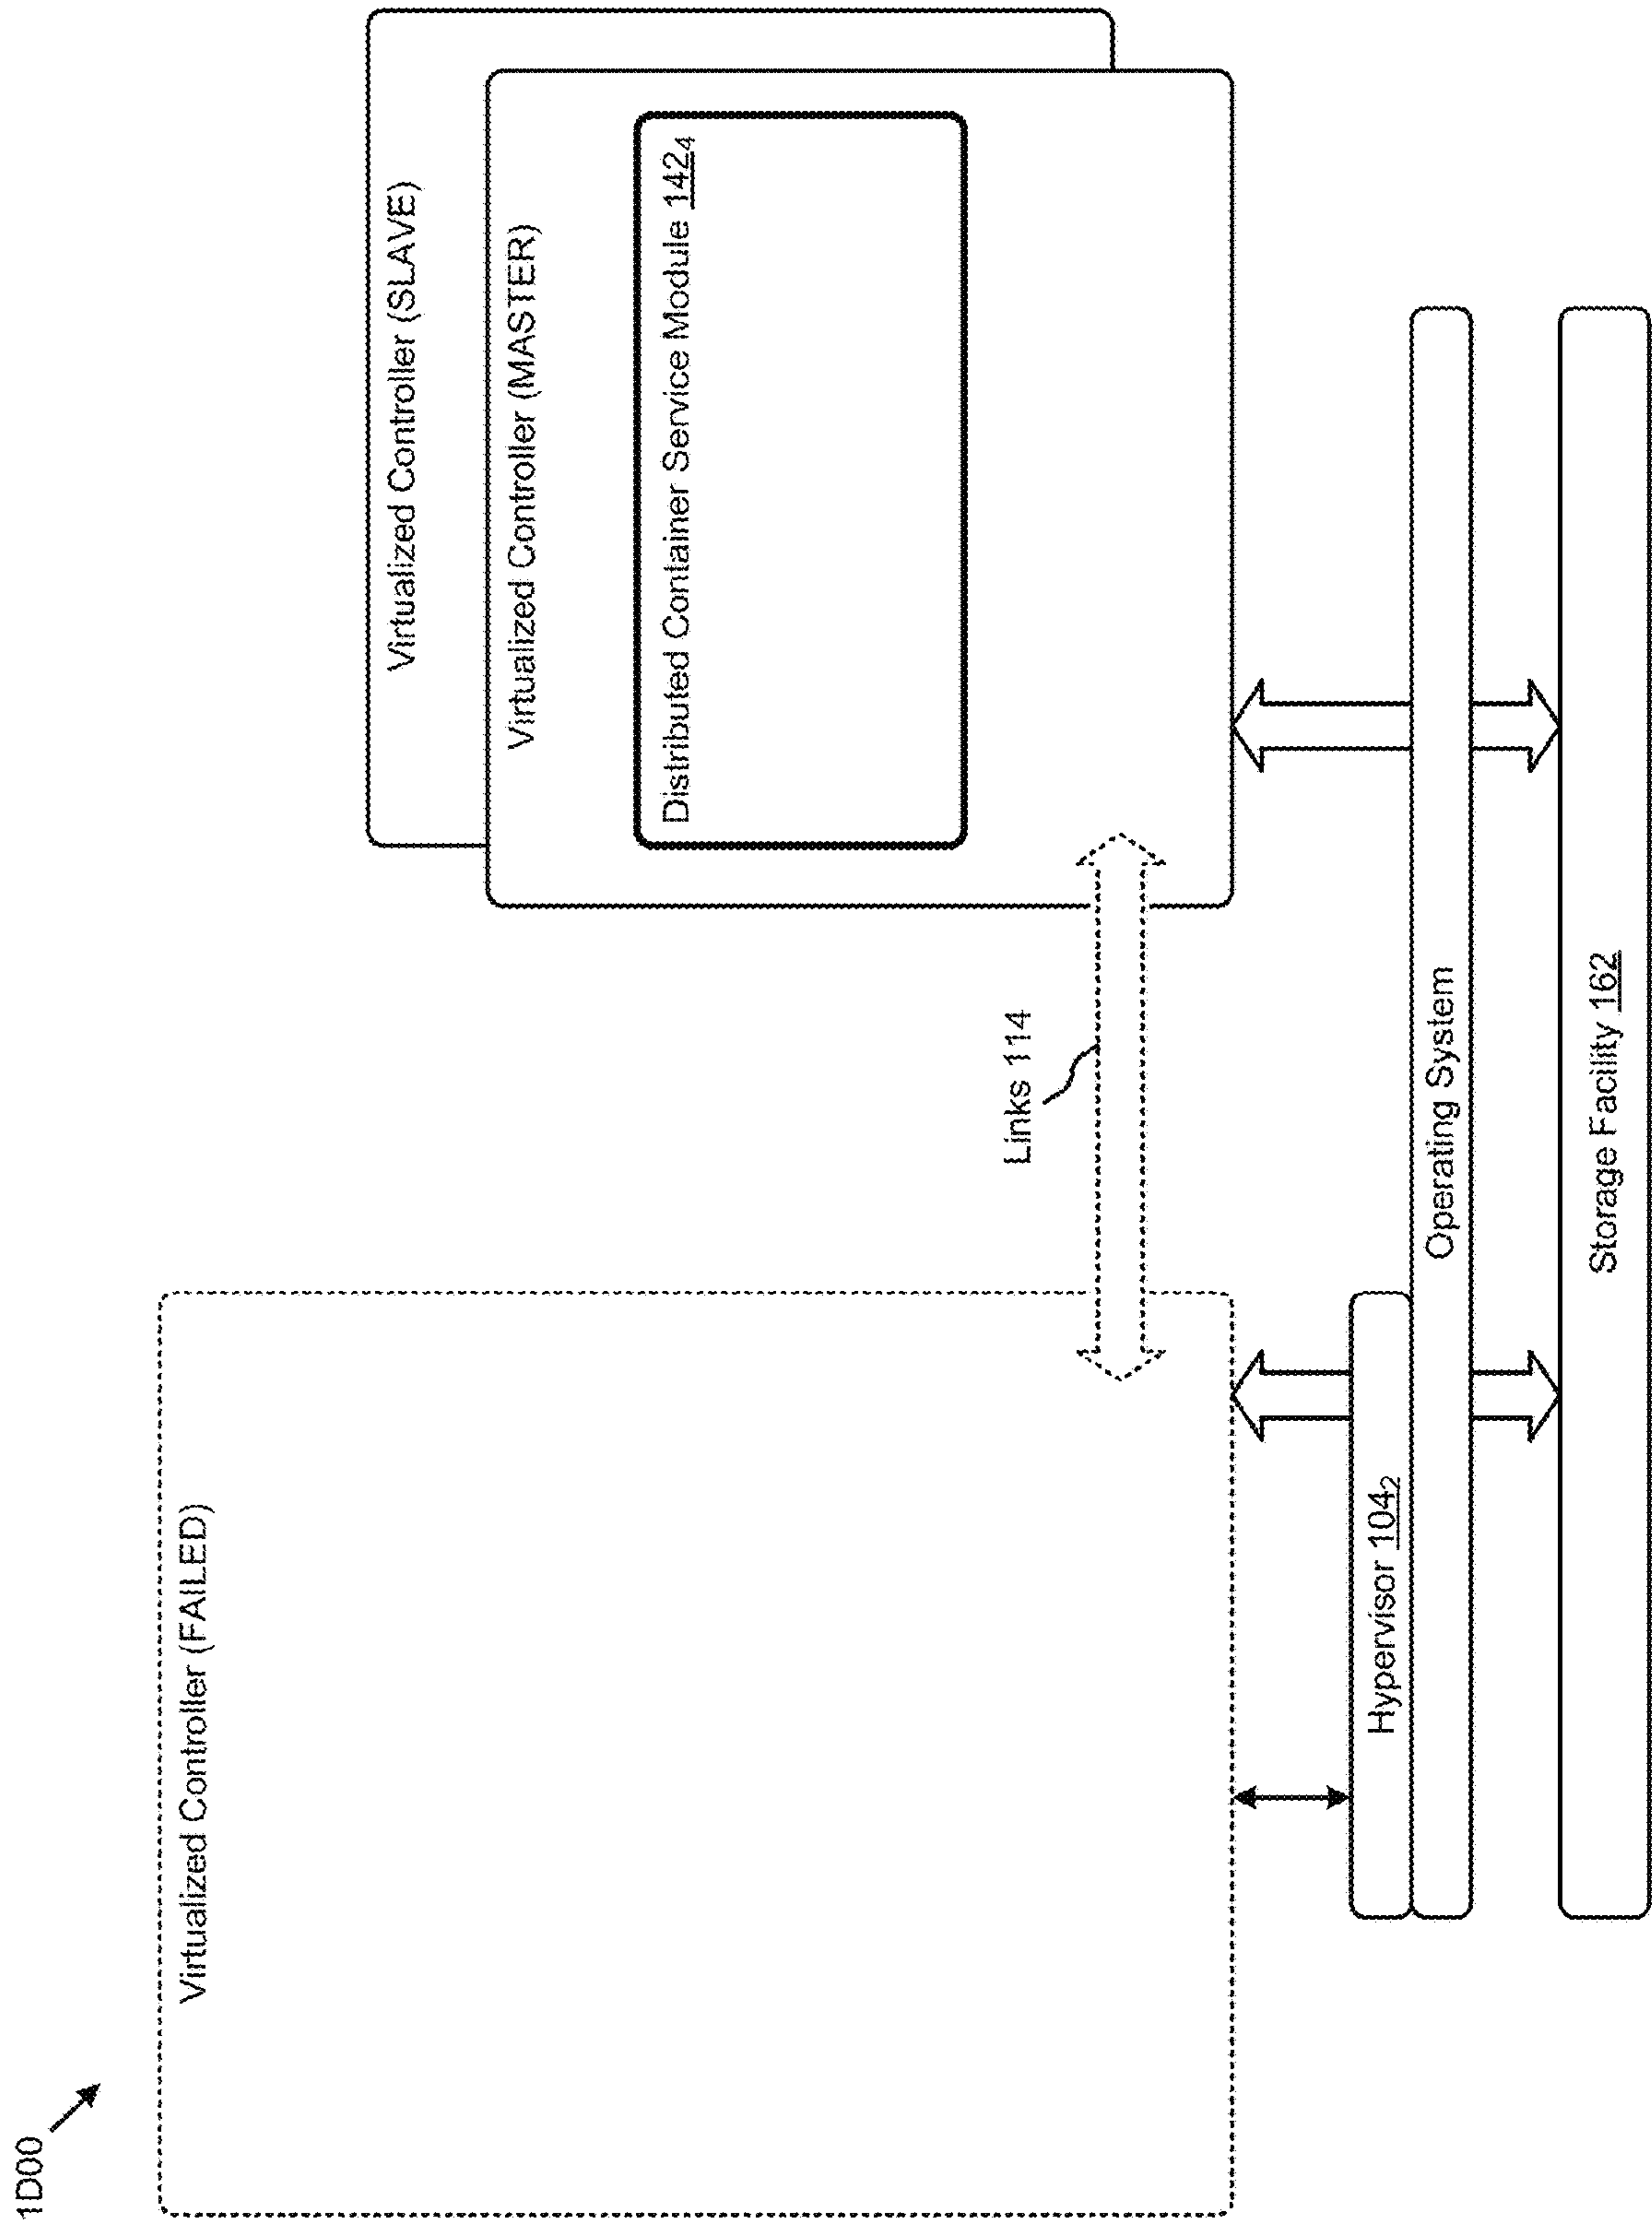 1D00
Virtualized Controller (FAILED)
Virtualized Controller (SLAVE)
Virtualized Controller (MASTER)
Distributed Container Service Module 142₄
Links 114
Hypervisor 104₂
Operating System
Storage Facility 162